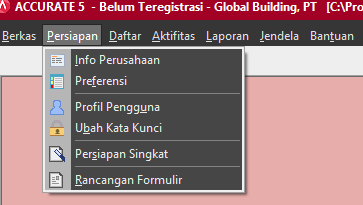 ACCURATE 5 - Belum Teregistrasi - Global Building, PT [C:\Pro
Berkas Persiapan Daftar Aktifitas Laporan Jendela Bantuan
Info Perusahaan
Preferensi
Profil Pengguna
Ubah Kata Kunci
Persiapan Singkat
Rancangan Formulir